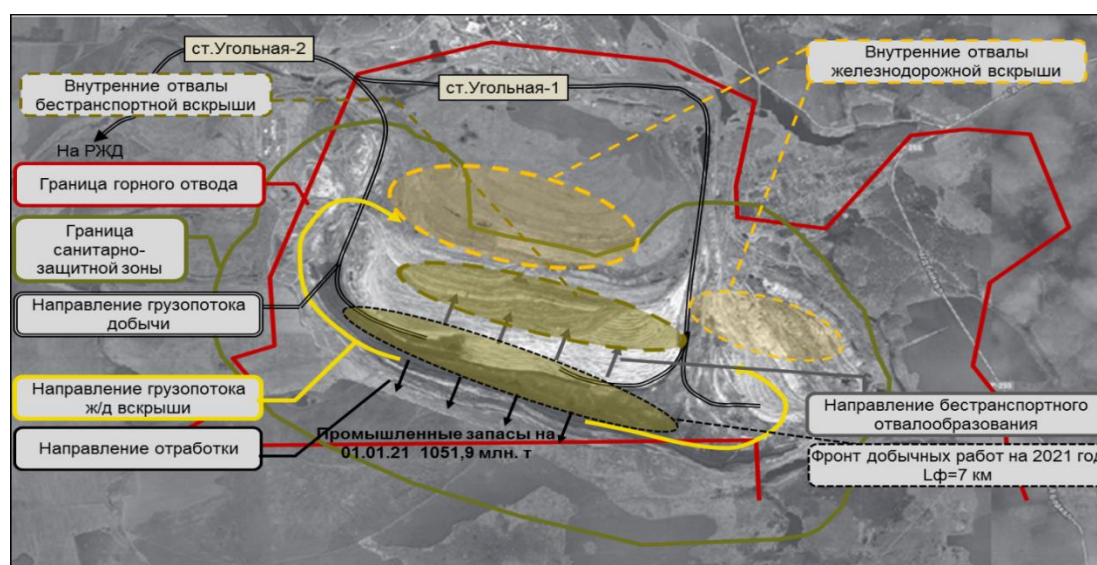 ст.Угольная-2
Внутренние отвалы
железнодорожной вскрыши
Внутренние отвалы
бестранспортной вскрыши
ст.Угольная-1
На РЖД
Граница горного отвода
Граница
санитарно-
защитной зоны
Направление грузопотока
добычи
Направление грузопотока
ж/д вскрыши
Направление отработки
Промышленные запасы на
01.01.21 1051,9 млн. т
Направление бестранспортного
отвалообразования
Фронт добычных работ на 2021 год
Lф=7 км